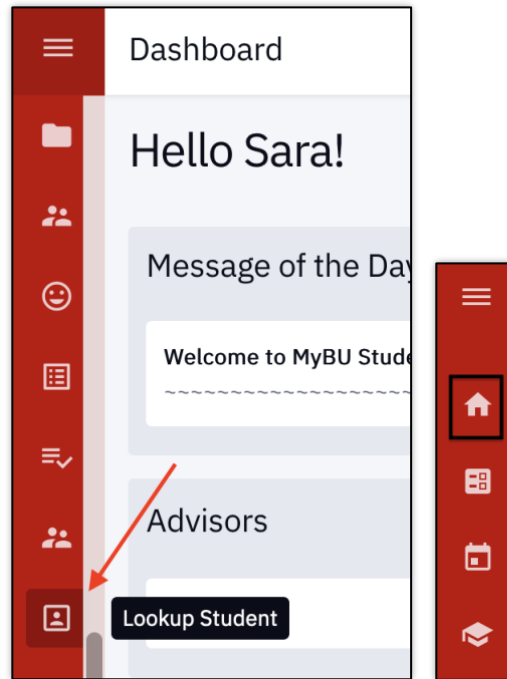 Dashboard
Hello Sara!
Message of the Day
Welcome to MyBU Stude
~~~~~~~~~~~~~~~~~~~
Advisors
Lookup Student